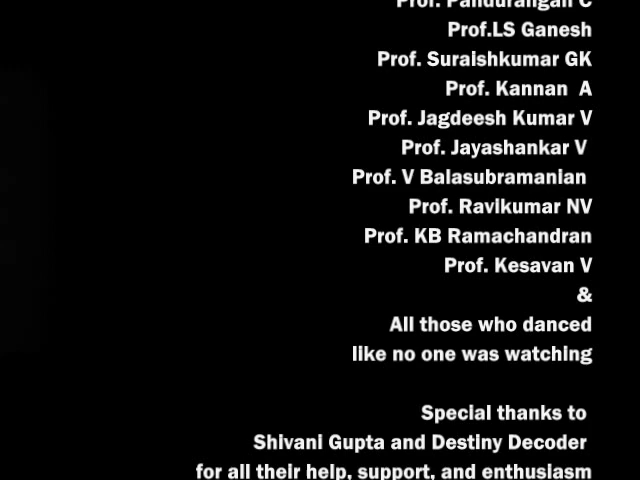 Prof. Pandurangan C
Prof.LS Ganesh
Prof. Suraishkumar GK
Prof. Kannan  A
Prof. Jagdeesh Kumar V
Prof. Jayashankar V
Prof. V Balasubramanian
Prof. Ravikumar NV
Prof. KB Ramachandran
Prof. Kesavan V
&
All those who danced
like no one was watching
Special thanks to
Shivani Gupta and Destiny Decoder
for all their help, support, and enthusiasm